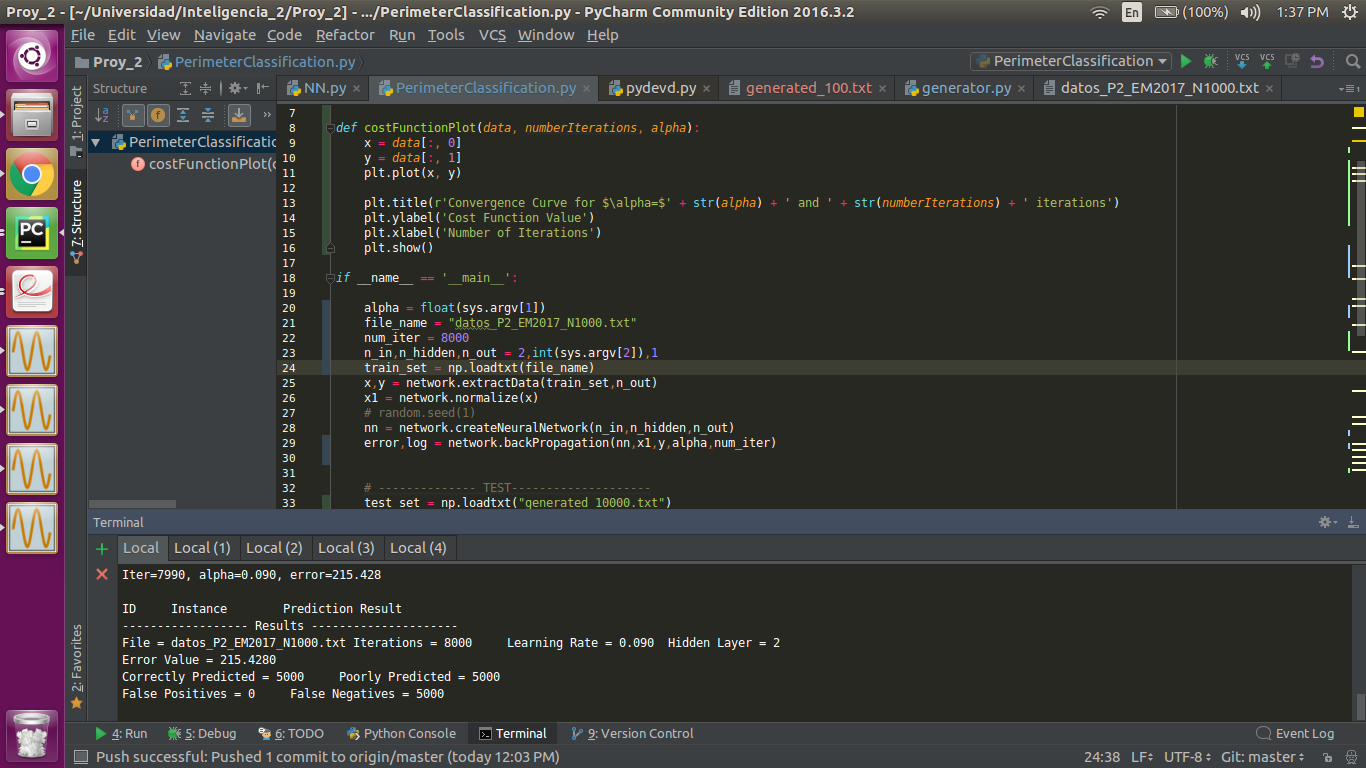 Proy_2 - [~/Universidad/Inteligencia_2/Proy_2] - .../PerimeterClassification.py - PyCharm Community Edition 2016.3.2
En
(100%)
1:37 PM
File Edit View Navigate Code Refactor Run Tools VCS Window Help
Proy_2
PerimeterClassification.py
PerimeterClassification
VCS
VCS
Structure
NN.py
PerimeterClassification.py
pydevd.py
generated_100.txt
generator.py
datos_P2_EM2017_N1000.txt
1: Project
7: Structure
2: Favorites
PerimeterClassificatio
costFunctionPlot(
PC
7
8 def costFunctionPlot(data, numberIterations, alpha):
9 x = data[:, 0]
10 y = data[:, 1]
11 plt.plot(x, y)
12
13 plt.title(r'Convergence Curve for $\alpha=$' + str(alpha) + ' and ' + str(numberIterations) + ' iterations')
14 plt.ylabel('Cost Function Value')
15 plt.xlabel('Number of Iterations')
16 plt.show()
17
18 if __name__ == '__main__':
19
20 alpha = float(sys.argv[1])
21 file_name = "datos_P2_EM2017_N1000.txt"
22 num_iter = 8000
23 n_in,n_hidden,n_out = 2,int(sys.argv[2]),1
24 train_set = np.loadtxt(file_name)
25 x,y = network.extractData(train_set,n_out)
26 x1 = network.normalize(x)
27 # random.seed(1)
28 nn = network.createNeuralNetwork(n_in,n_hidden,n_out)
29 error,log = network.backPropagation(nn,x1,y,alpha,num_iter)
30
31
32 # -------------- TEST--------------------
33 test_set = np.loadtxt("generated_10000.txt")
Terminal
Local
Local (1)
Local (2)
Local (3)
Local (4)
Iter=7990, alpha=0.090, error=215.428
ID Instance Prediction Result
------------------ Results ---------------------
File = datos_P2_EM2017_N1000.txt Iterations = 8000 Learning Rate = 0.090 Hidden Layer = 2
Error Value = 215.4280
Correctly Predicted = 5000 Poorly Predicted = 5000
False Positives = 0 False Negatives = 5000
4: Run
5: Debug
6: TODO
Python Console
Terminal
9: Version Control
Event Log
Push successful: Pushed 1 commit to origin/master (today 12:03 PM)
24:38
LF
UTF-8
Git: master